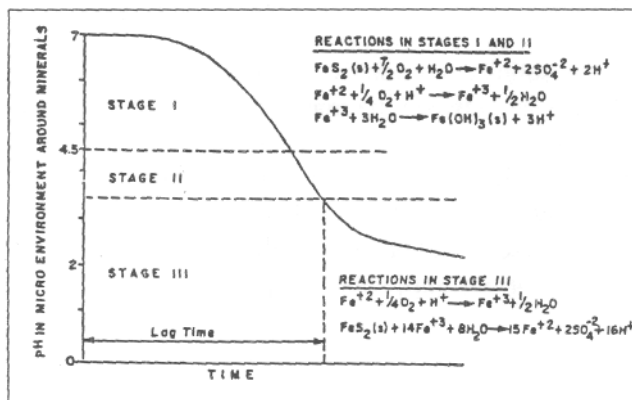 7
4.5
2
0
pH IN MICRO ENVIRONMENT AROUND MINERALS
STAGE I
STAGE II
STAGE III
Lag Time
TIME
REACTIONS IN STAGES I AND II
FeS₂(s) + 7/2 O₂ + H₂O → Fe⁺² + 2SO₄⁻² + 2H⁺
Fe⁺² + 1/4 O₂ + H⁺ → Fe⁺³ + 1/2 H₂O
Fe⁺³ + 3H₂O → Fe(OH)₃(s) + 3H⁺
REACTIONS IN STAGE III
Fe⁺² + 1/4 O₂ + H⁺ → Fe⁺³ + 1/2 H₂O
FeS₂(s) + 14Fe⁺³ + 8H₂O → 15Fe⁺² + 2SO₄⁻² + 16H⁺